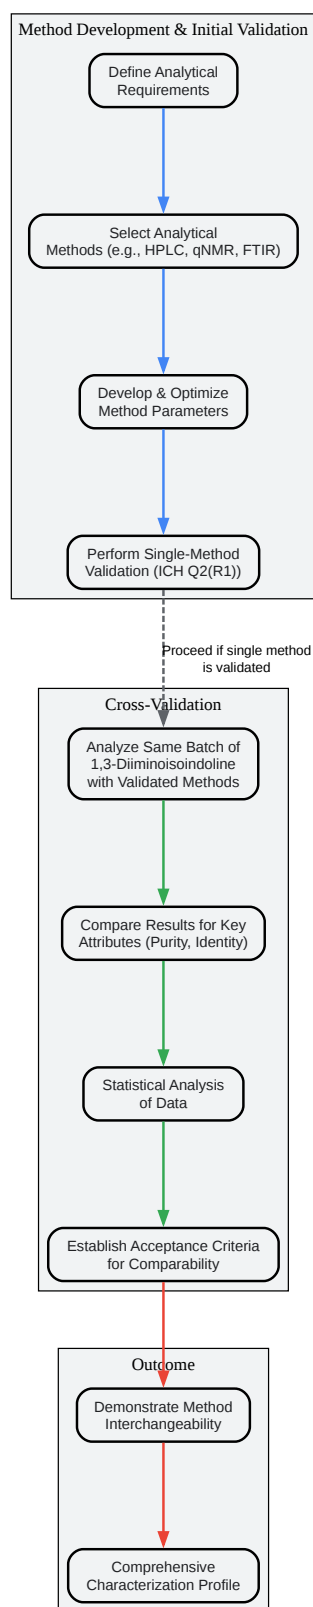 Method Development & Initial Validation
Define Analytical
Requirements
Select Analytical
Methods (e.g., HPLC, qNMR, FTIR)
Develop & Optimize
Method Parameters
Perform Single-Method
Validation (ICH Q2(R1))
Proceed if single method
is validated
Cross-Validation
Analyze Same Batch of
1,3-Diiminoisoindoline
with Validated Methods
Compare Results for Key
Attributes (Purity, Identity)
Statistical Analysis
of Data
Establish Acceptance Criteria
for Comparability
Outcome
Demonstrate Method
Interchangeability
Comprehensive
Characterization Profile